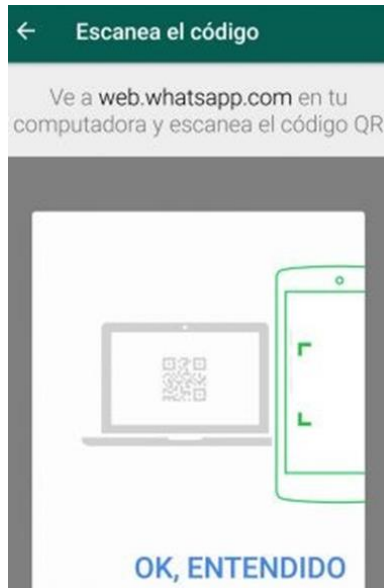 Escanea el código
Ve a web.whatsapp.com en tu
computadora y escanea el código QR
OK, ENTENDIDO